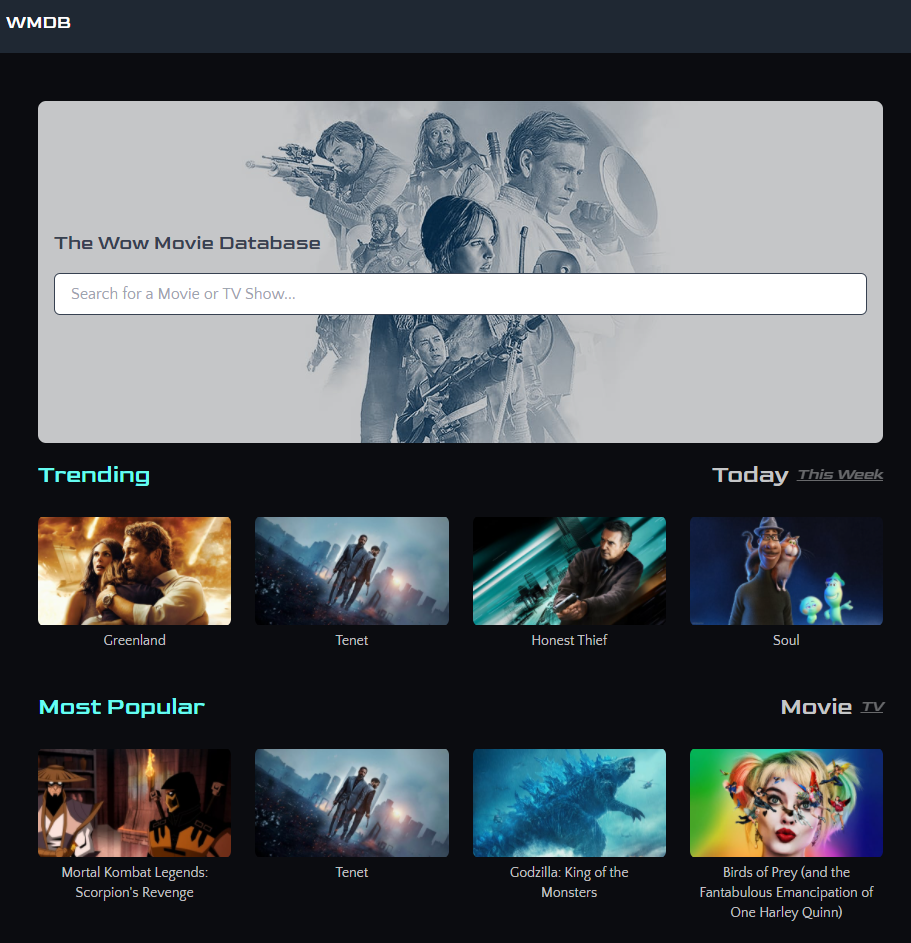 WMDB
The Wow Movie Database
Search for a Movie or TV Show...
Trending
Today This Week
Greenland
Tenet
Honest Thief
Soul
Most Popular
Movie TV
Mortal Kombat Legends:
Scorpion's Revenge
Tenet
Godzilla: King of the
Monsters
Birds of Prey (and the
Fantabulous Emancipation of
One Harley Quinn)